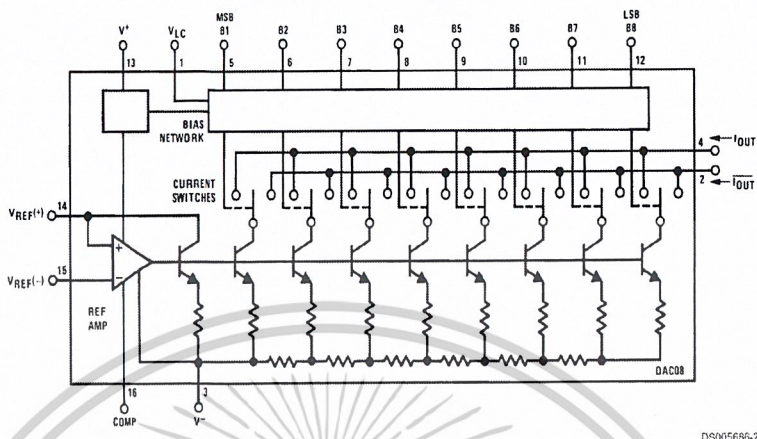 MSB
LSB
V+
VLC
B1
B2
B3
B4
B5
B6
B7
B8
13
1
5
6
7
8
9
10
11
12
BIAS
NETWORK
4
IOUT
2
IOUT
CURRENT
SWITCHES
VREF(+)
14
+
VREF(−)
15
−
REF
AMP
DAC08
16
3
COMP
V−
DS005686-2